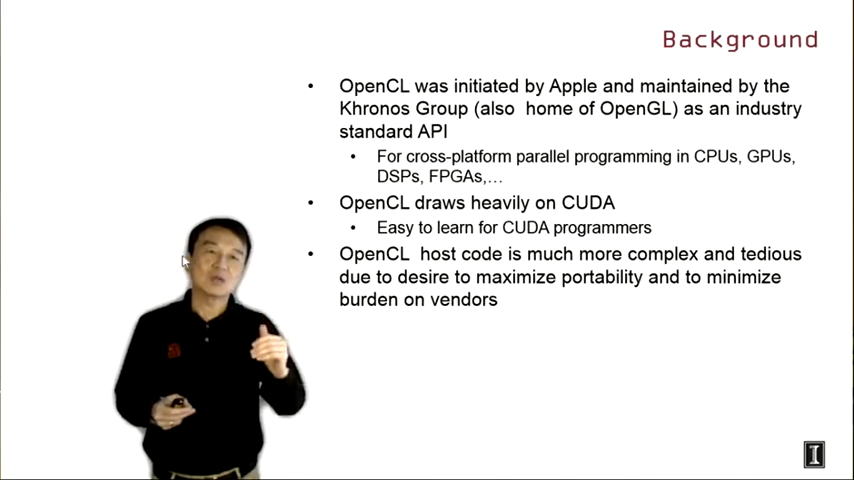 Background
• OpenCL was initiated by Apple and maintained by the
Khronos Group (also home of OpenGL) as an industry
standard API
• For cross-platform parallel programming in CPUs, GPUs,
DSPs, FPGAs,…
• OpenCL draws heavily on CUDA
• Easy to learn for CUDA programmers
• OpenCL host code is much more complex and tedious
due to desire to maximize portability and to minimize
burden on vendors
I